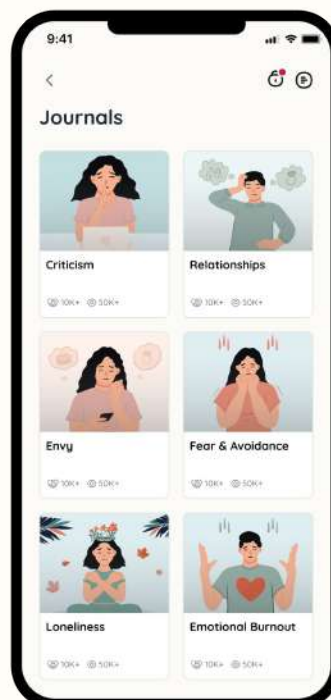 9:41
Journals
Criticism
10K+ 50K+
Relationships
10K+ 50K+
Envy
10K+ 50K+
Fear & Avoidance
10K+ 50K+
Loneliness
10K+ 50K+
Emotional Burnout
10K+ 50K+